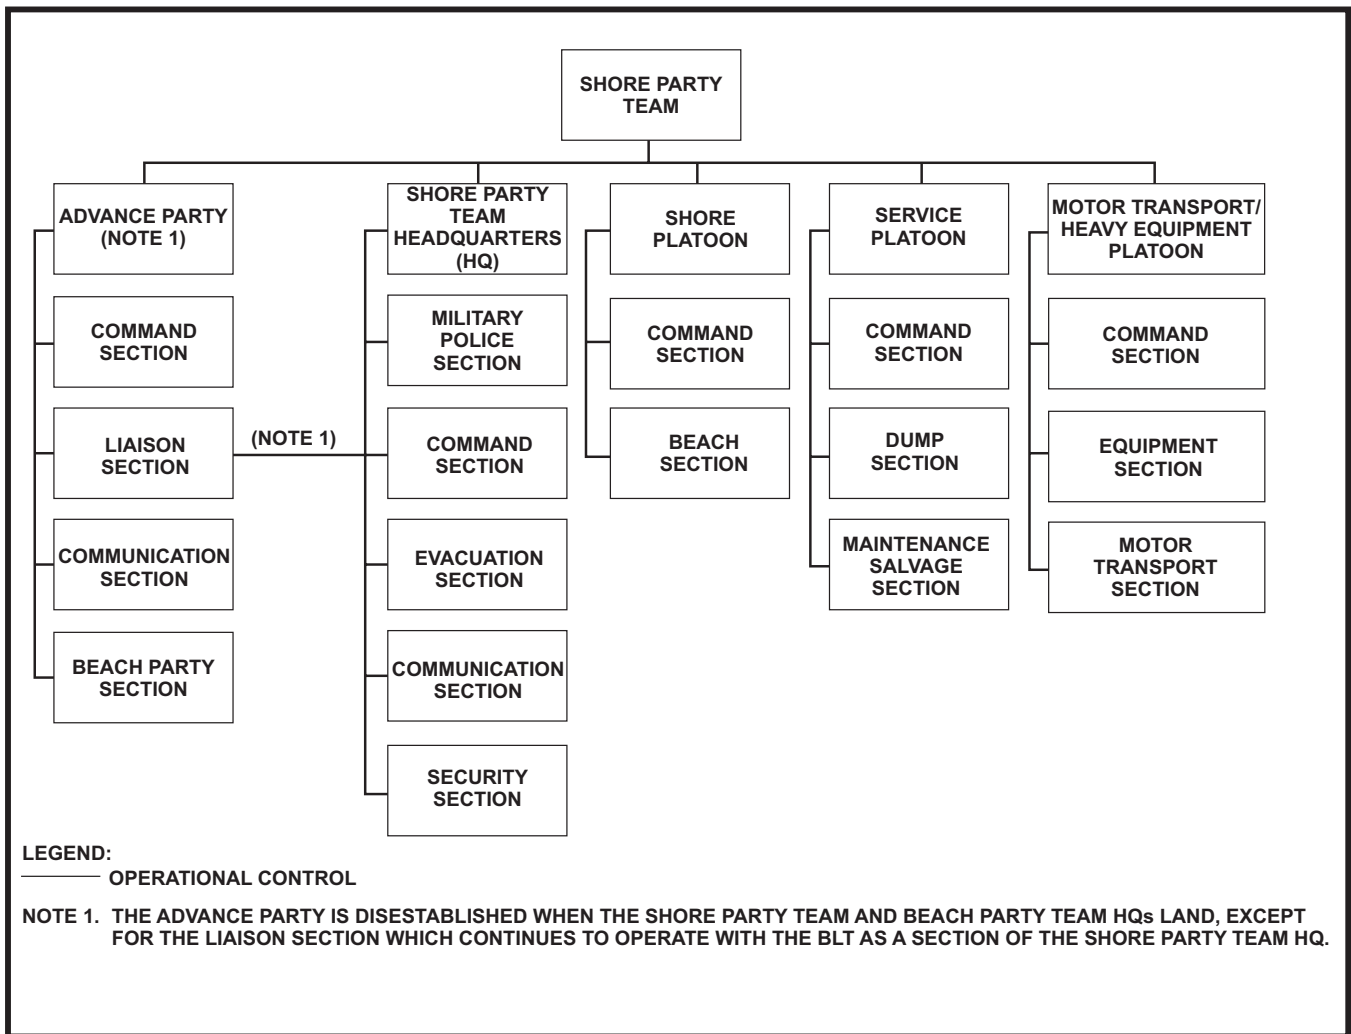 SHORE PARTY
TEAM
ADVANCE PARTY
(NOTE 1)
COMMAND
SECTION
LIAISON
SECTION
COMMUNICATION
SECTION
BEACH PARTY
SECTION
(NOTE 1)
SHORE PARTY
TEAM
HEADQUARTERS
(HQ)
MILITARY
POLICE
SECTION
COMMAND
SECTION
EVACUATION
SECTION
COMMUNICATION
SECTION
SECURITY
SECTION
SHORE
PLATOON
COMMAND
SECTION
BEACH
SECTION
SERVICE
PLATOON
COMMAND
SECTION
DUMP
SECTION
MAINTENANCE
SALVAGE
SECTION
MOTOR TRANSPORT/
HEAVY EQUIPMENT
PLATOON
COMMAND
SECTION
EQUIPMENT
SECTION
MOTOR
TRANSPORT
SECTION
LEGEND:
OPERATIONAL CONTROL
NOTE 1. THE ADVANCE PARTY IS DISESTABLISHED WHEN THE SHORE PARTY TEAM AND BEACH PARTY TEAM HQs LAND, EXCEPT
FOR THE LIAISON SECTION WHICH CONTINUES TO OPERATE WITH THE BLT AS A SECTION OF THE SHORE PARTY TEAM HQ.